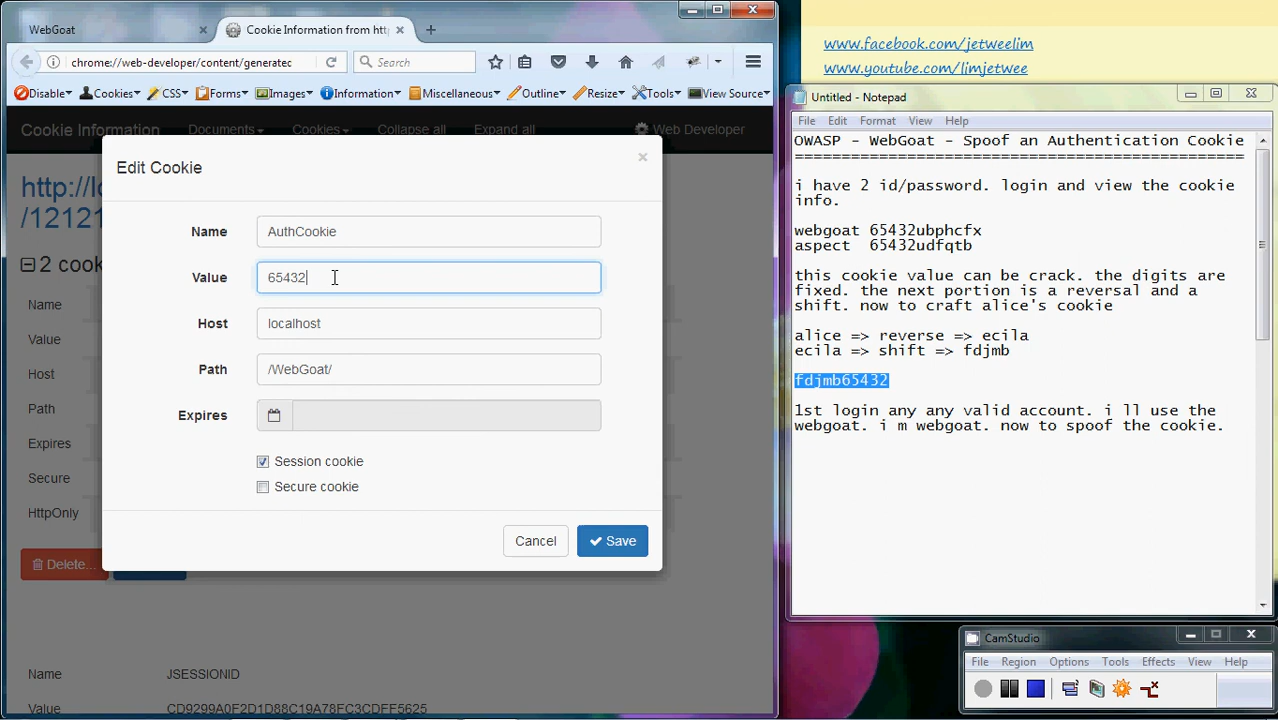 WebGoat
Cookie Information from htt
chrome://web-developer/content/generatec
Search
Disable
Cookies
CSS
Forms
Images
Information
Miscellaneous
Outline
Resize
Tools
View Source
Cookie Information
Documents
Cookies
Collapse all
Expand all
Web Developer
http://lo
/12121
2 cook
Name
Value
Host
Path
Expires
Secure
HttpOnly
Delete...
Edit Cookie
×
Name
AuthCookie
Value
65432
Host
localhost
Path
/WebGoat/
Expires
Session cookie
Secure cookie
Cancel
Save
Name
JSESSIONID
Value
CD9299A0F2D1D88C19A78FC3CDFF5625
www.facebook.com/jetweelim
www.youtube.com/limjetwee
Untitled - Notepad
File Edit Format View Help
OWASP - WebGoat - Spoof an Authentication Cookie
================================================
i have 2 id/password. login and view the cookie
info.
webgoat 65432ubphcfx
aspect 65432udfqtb
this cookie value can be crack. the digits are
fixed. the next portion is a reversal and a
shift. now to craft alice's cookie
alice => reverse => ecila
ecila => shift => fdjmb
fdjmb65432
1st login any any valid account. i ll use the
webgoat. i m webgoat. now to spoof the cookie.
CamStudio
File Region Options Tools Effects View Help